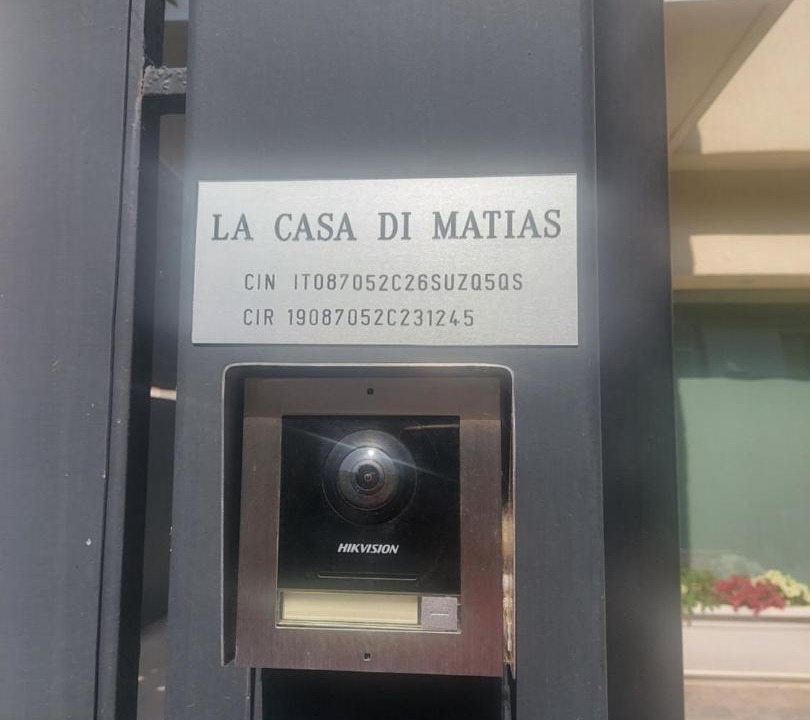 LA CASA DI MATIAS
CIN IT087052C26SUZQ5QS
CIR 19087052C231245
HIKVISION